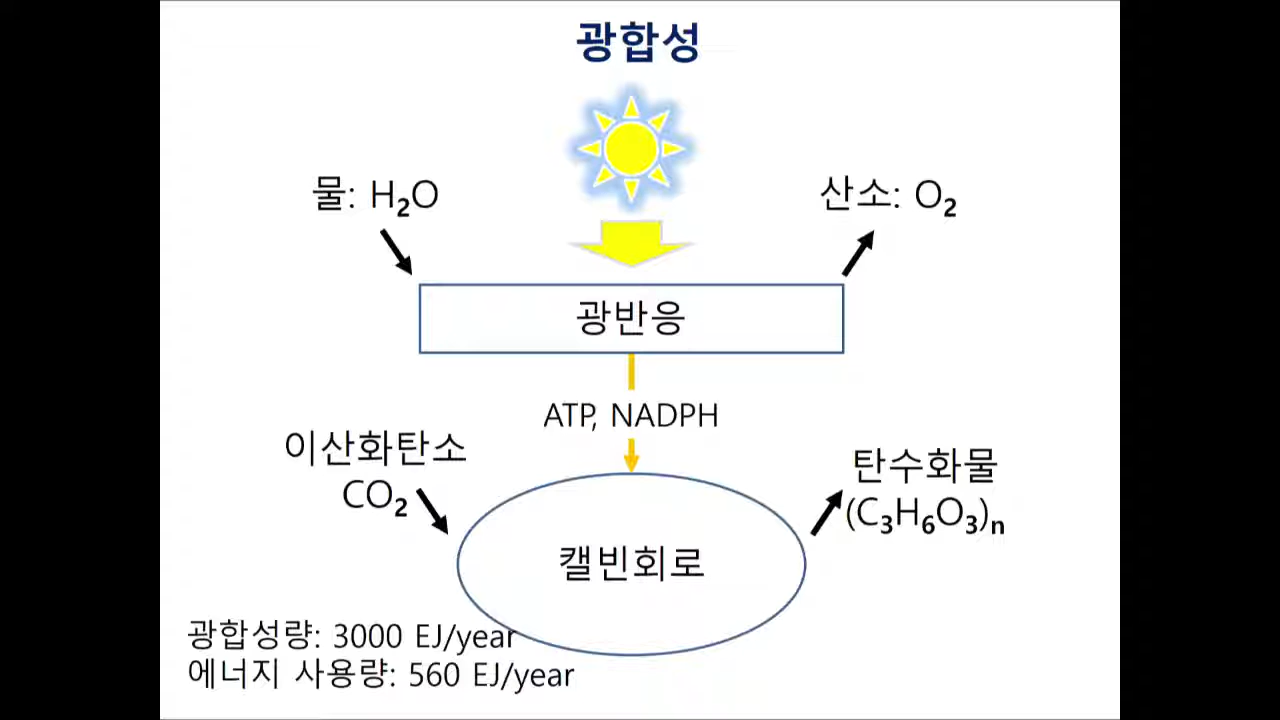 광합성
물: H₂O
산소: O₂
광반응
ATP, NADPH
이산화탄소
CO₂
탄수화물
(C₃H₆O₃)ₙ
캘빈회로
광합성량: 3000 EJ/year
에너지 사용량: 560 EJ/year